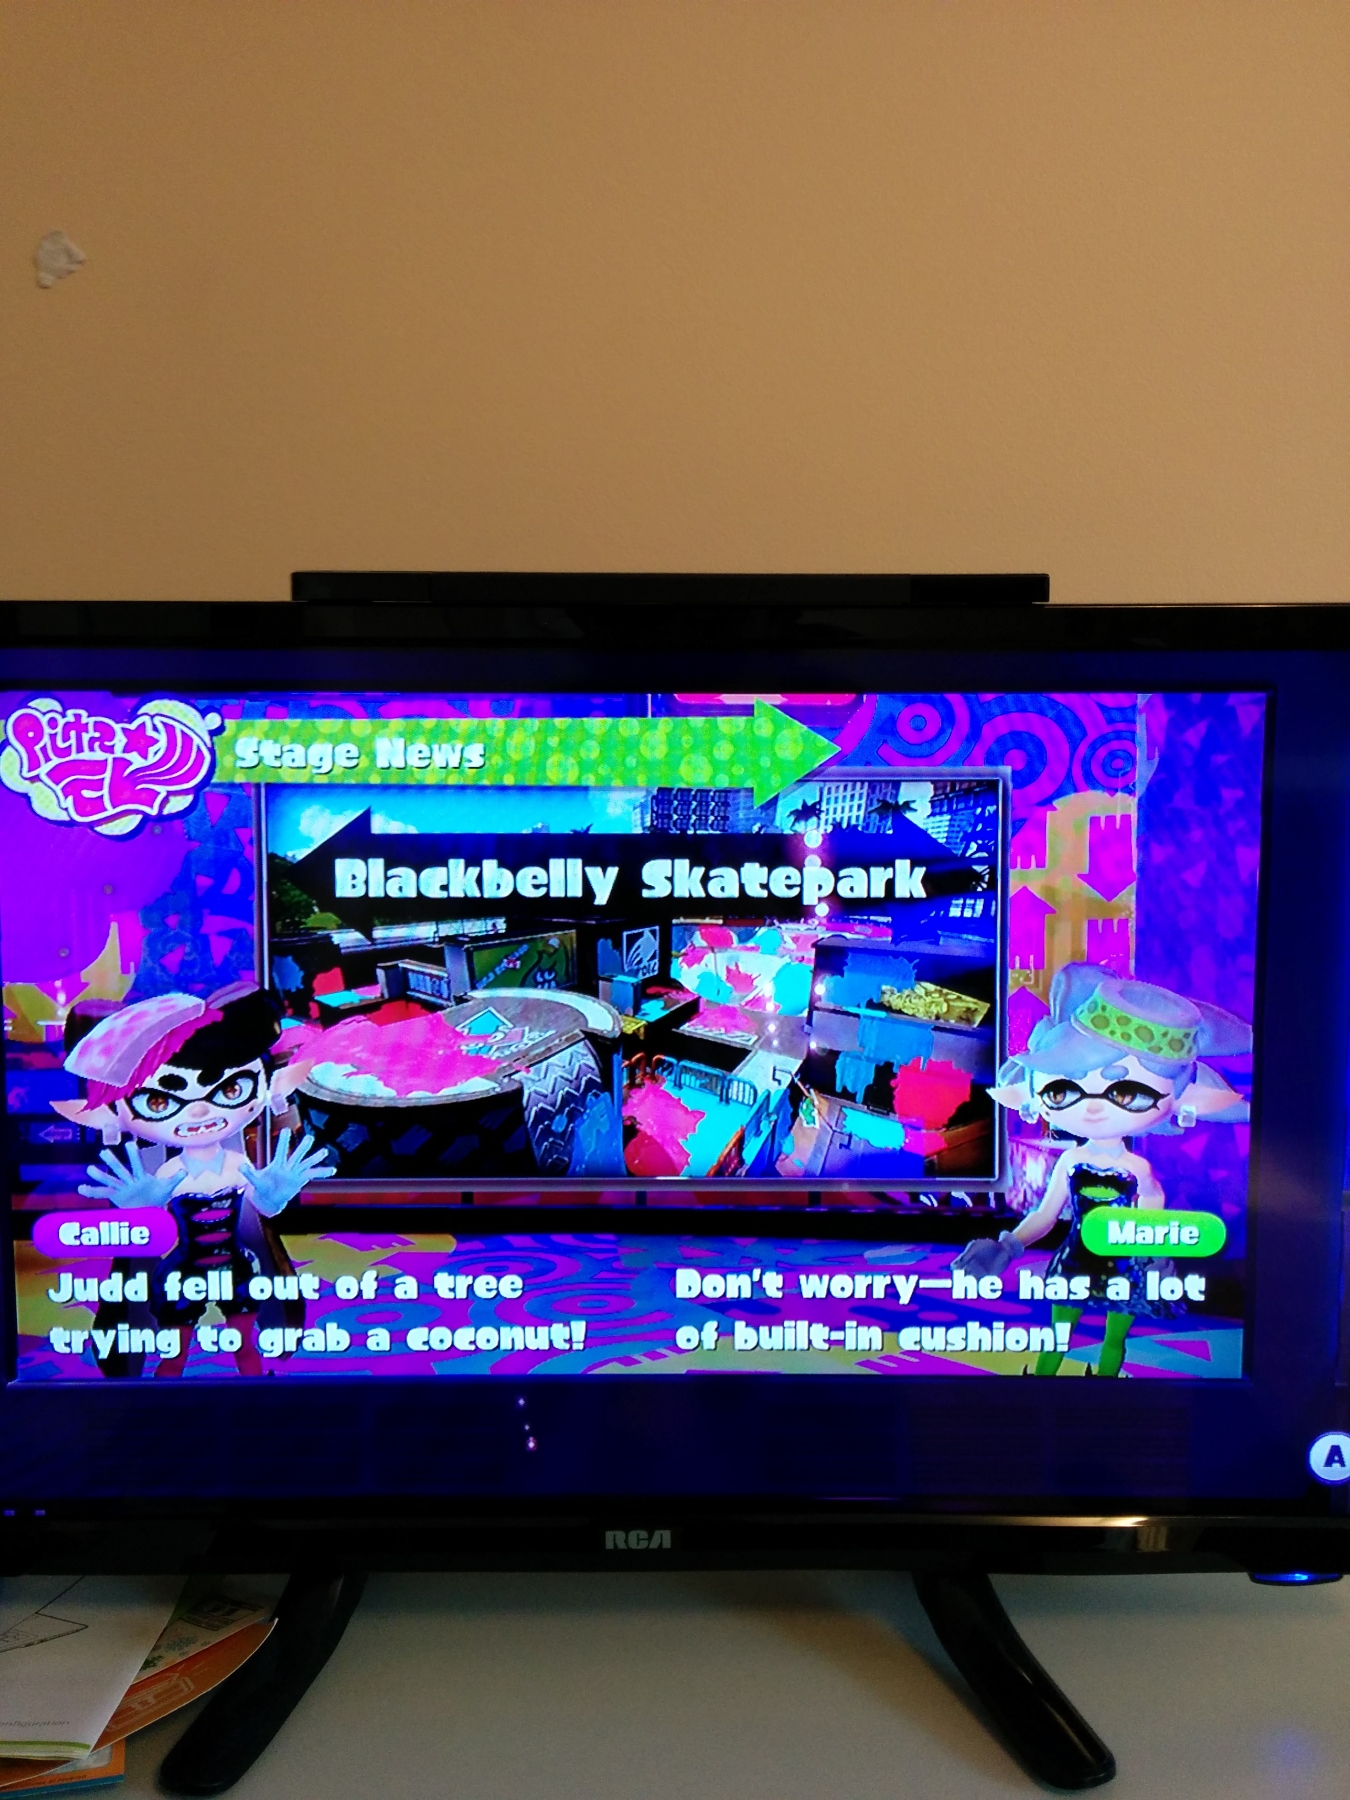 Stage News
Blackbelly Skatepark
Callie
Marie
Judd fell out of a tree
trying to grab a coconut!
Don't worry—he has a lot
of built-in cushion!
A
RCA